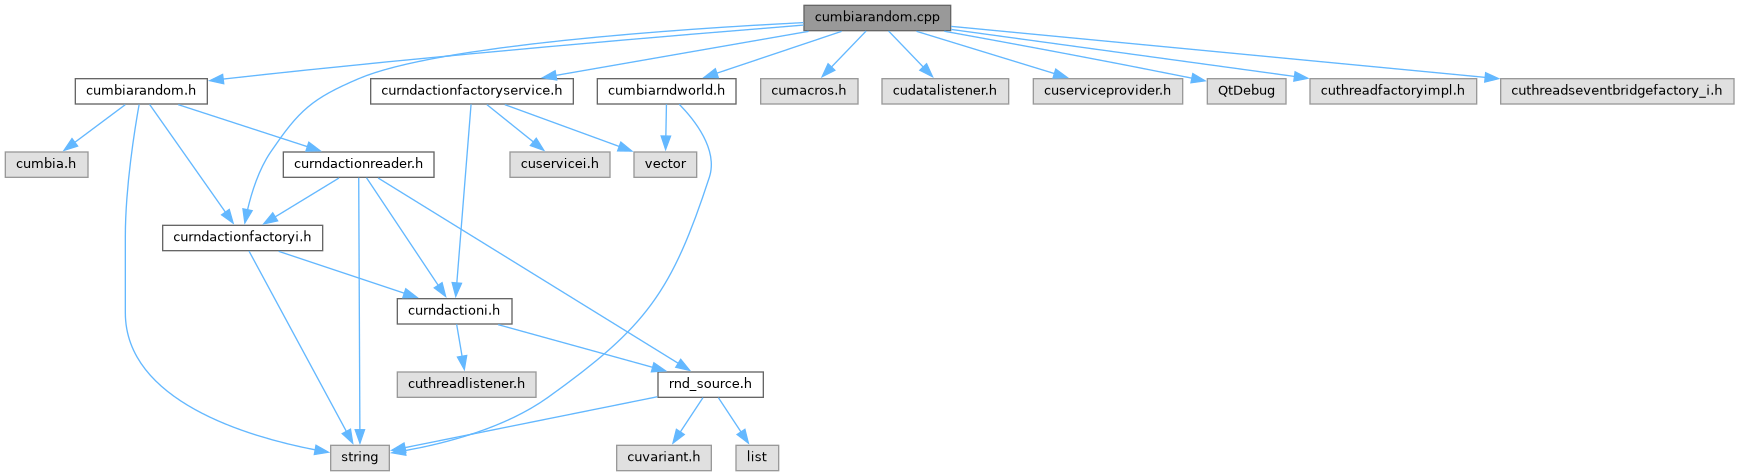 cumbiarandom.cpp
cumbiarandom.h
curndactionfactoryservice.h
cumbiarndworld.h
cumacros.h
cudatalistener.h
cuserviceprovider.h
QtDebug
cuthreadfactoryimpl.h
cuthreadseventbridgefactory_i.h
cumbia.h
curndactionreader.h
cuservicei.h
vector
curndactionfactoryi.h
curndactioni.h
cuthreadlistener.h
rnd_source.h
string
cuvariant.h
list